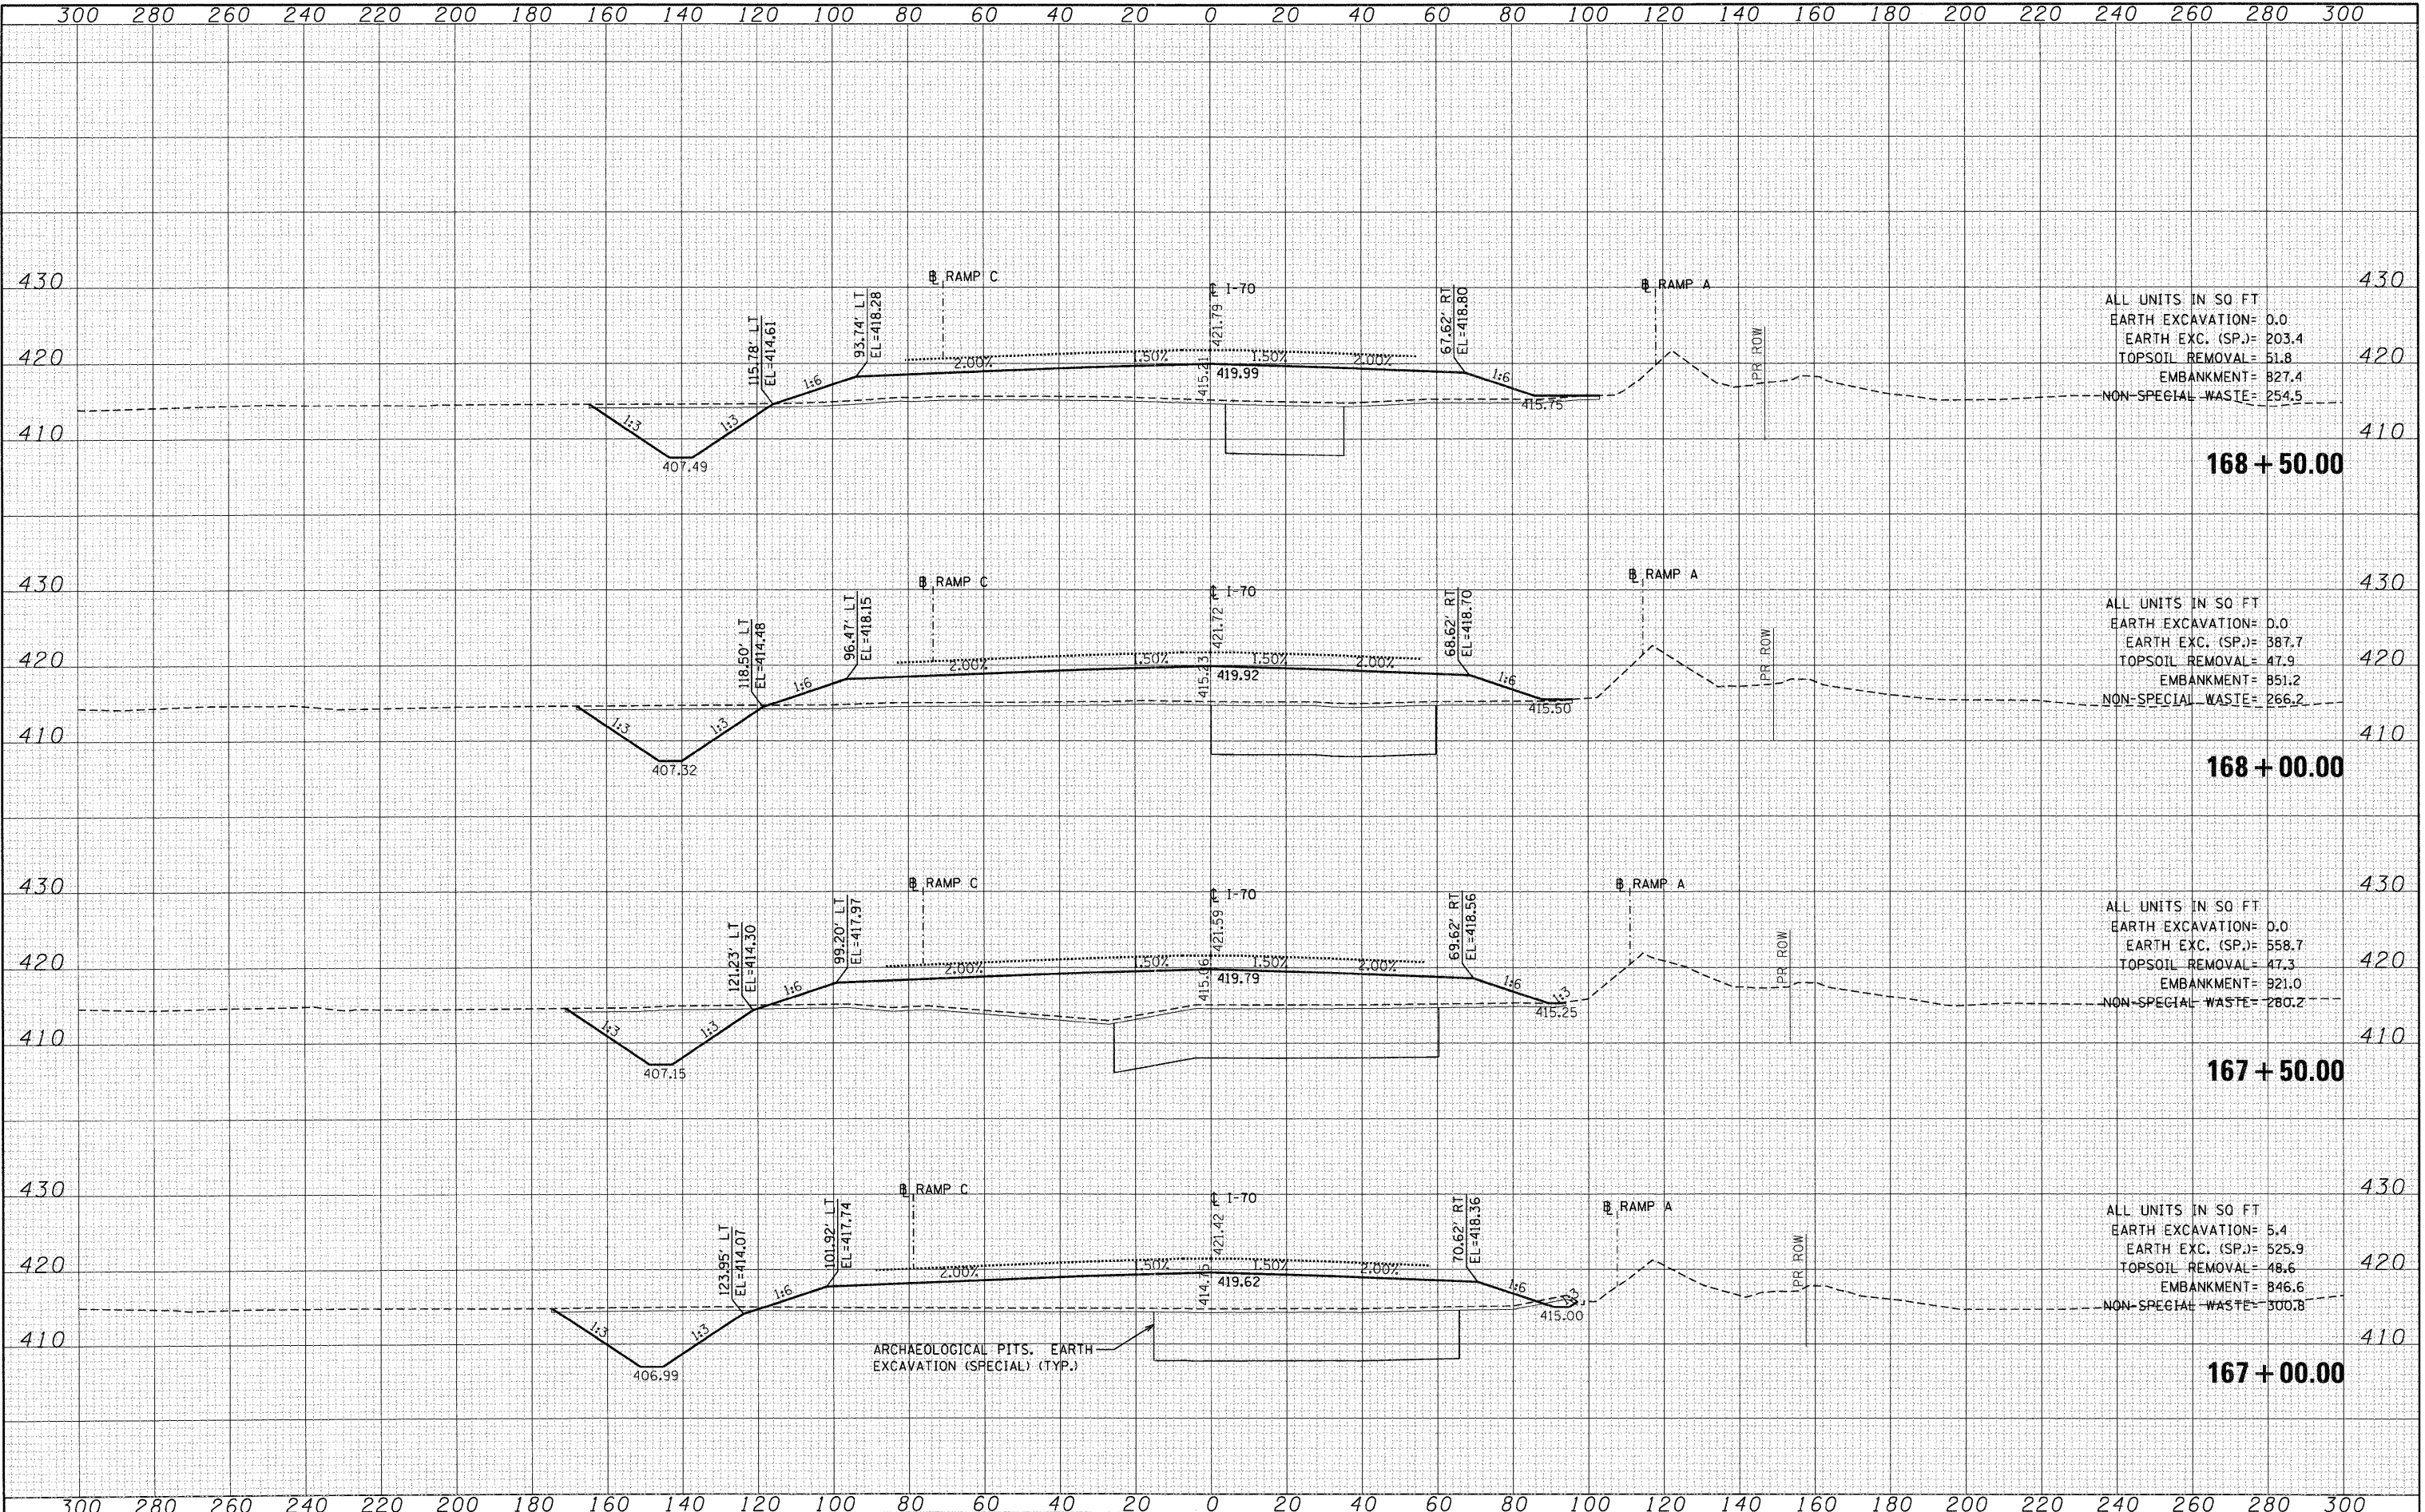 300 280 260 240 220 200 180 160 140 120 100 80 60 40 20 0 20 40 60 80 100 120 140 160 180 200 220 240 260 280 300
430 430
420 420
410 410
115.78' LT
EL=414.61
93.74' LT
EL=418.28
℄ RAMP C
℄ I-70
421.79
415.21
419.99
67.62' RT
EL=418.80
℄ RAMP A
PR ROW
1:3
1:3
1:6
2.00%
1.50%
1.50%
2.00%
1:6
415.75
407.49
ALL UNITS IN SQ FT
EARTH EXCAVATION= 0.0
EARTH EXC. (SP.)= 203.4
TOPSOIL REMOVAL= 51.8
EMBANKMENT= 827.4
NON-SPECIAL WASTE= 254.5
168+50.00
430 430
420 420
410 410
118.50' LT
EL=414.48
96.47' LT
EL=418.15
℄ RAMP C
℄ I-70
421.72
415.23
419.92
68.62' RT
EL=418.70
℄ RAMP A
PR ROW
1:3
1:3
1:6
2.00%
1.50%
1.50%
2.00%
1:6
415.50
407.32
ALL UNITS IN SQ FT
EARTH EXCAVATION= 0.0
EARTH EXC. (SP.)= 387.7
TOPSOIL REMOVAL= 47.9
EMBANKMENT= 851.2
NON-SPECIAL WASTE= 266.2
168+00.00
430 430
420 420
410 410
121.23' LT
EL=414.30
99.20' LT
EL=417.97
℄ RAMP C
℄ I-70
421.59
415.06
419.79
69.62' RT
EL=418.56
℄ RAMP A
PR ROW
1:3
1:3
1:6
2.00%
1.50%
1.50%
2.00%
1:6
1:3
415.25
407.15
ALL UNITS IN SQ FT
EARTH EXCAVATION= 0.0
EARTH EXC. (SP.)= 558.7
TOPSOIL REMOVAL= 47.3
EMBANKMENT= 921.0
NON-SPECIAL WASTE= 280.2
167+50.00
430 430
420 420
410 410
123.95' LT
EL=414.07
101.92' LT
EL=417.74
℄ RAMP C
℄ I-70
421.42
419.62
70.62' RT
EL=418.36
℄ RAMP A
PR ROW
1:3
1:3
1:6
2.00%
1.50%
1.50%
2.00%
1:6
415.00
406.99
ARCHAEOLOGICAL PITS. EARTH
EXCAVATION (SPECIAL) (TYP.)
ALL UNITS IN SQ FT
EARTH EXCAVATION= 5.4
EARTH EXC. (SP.)= 525.9
TOPSOIL REMOVAL= 48.6
EMBANKMENT= 846.6
NON-SPECIAL WASTE= 300.8
167+00.00
300 280 260 240 220 200 180 160 140 120 100 80 60 40 20 0 20 40 60 80 100 120 140 160 180 200 220 240 260 280 300